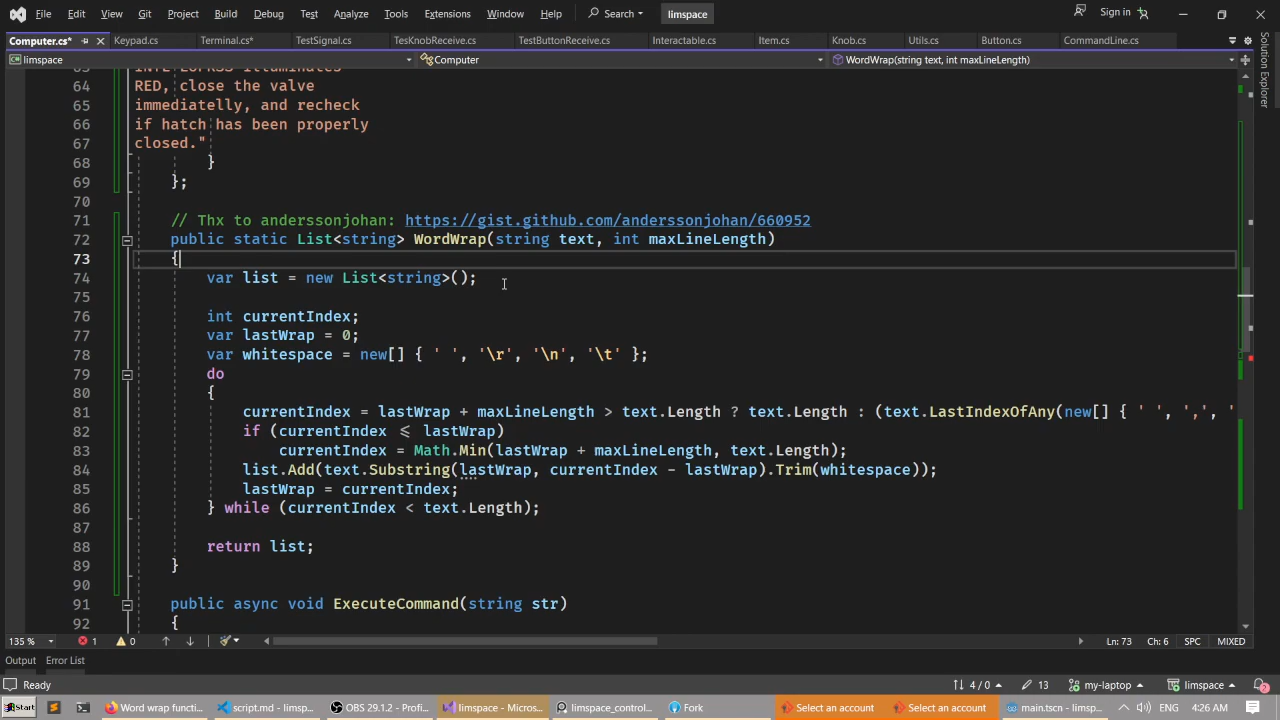 File Edit View Git Project Build Debug Test Analyze Tools Extensions Window Help Search limspace Sign in
Computer.cs* Keypad.cs Terminal.cs* TestSignal.cs TesKnobReceive.cs TestButtonReceive.cs Interactable.cs Item.cs Knob.cs Utils.cs Button.cs CommandLine.cs
limspace Computer WordWrap(string text, int maxLineLength)
Solution Explorer
64 RED, close the valve
65 immediatelly, and recheck
66 if hatch has been properly
67 closed."
68 }
69 };
70
71 // Thx to anderssonjohan: https://gist.github.com/anderssonjohan/660952
72 public static List<string> WordWrap(string text, int maxLineLength)
73 {
74 var list = new List<string>();
75
76 int currentIndex;
77 var lastWrap = 0;
78 var whitespace = new[] { ' ', '\r', '\n', '\t' };
79 do
80 {
81 currentIndex = lastWrap + maxLineLength > text.Length ? text.Length : (text.LastIndexOfAny(new[] { ' ', ',', '
82 if (currentIndex <= lastWrap)
83 currentIndex = Math.Min(lastWrap + maxLineLength, text.Length);
84 list.Add(text.Substring(lastWrap, currentIndex - lastWrap).Trim(whitespace));
85 lastWrap = currentIndex;
86 } while (currentIndex < text.Length);
87
88 return list;
89 }
90
91 public async void ExecuteCommand(string str)
92 {
135 % 1 0 Ln: 73 Ch: 6 SPC MIXED
Output Error List
Ready 4 / 0 13 my-laptop limspace 2
Start Word wrap functi... script.md - limsp... OBS 29.1.2 - Profi... limspace - Micros... limspace_control... Fork Select an account Select an account main.tscn - limsp... 4:26 AM